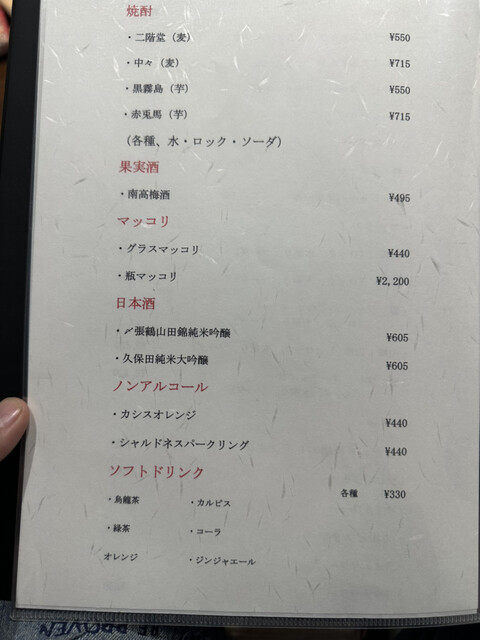 焼酎
・二階堂（麦） ¥550
・中々（麦） ¥715
・黒霧島（芋） ¥550
・赤兎馬（芋） ¥715
（各種、水・ロック・ソーダ）
果実酒
・南高梅酒 ¥495
マッコリ
・グラスマッコリ ¥440
・瓶マッコリ ¥2,200
日本酒
・〆張鶴山田錦純米吟醸 ¥605
・久保田純米大吟醸 ¥605
ノンアルコール
・カシスオレンジ ¥440
・シャルドネスパークリング ¥440
ソフトドリンク
各種 ¥330
・烏龍茶 ・カルピス
・緑茶 ・コーラ
オレンジ ・ジンジャエール